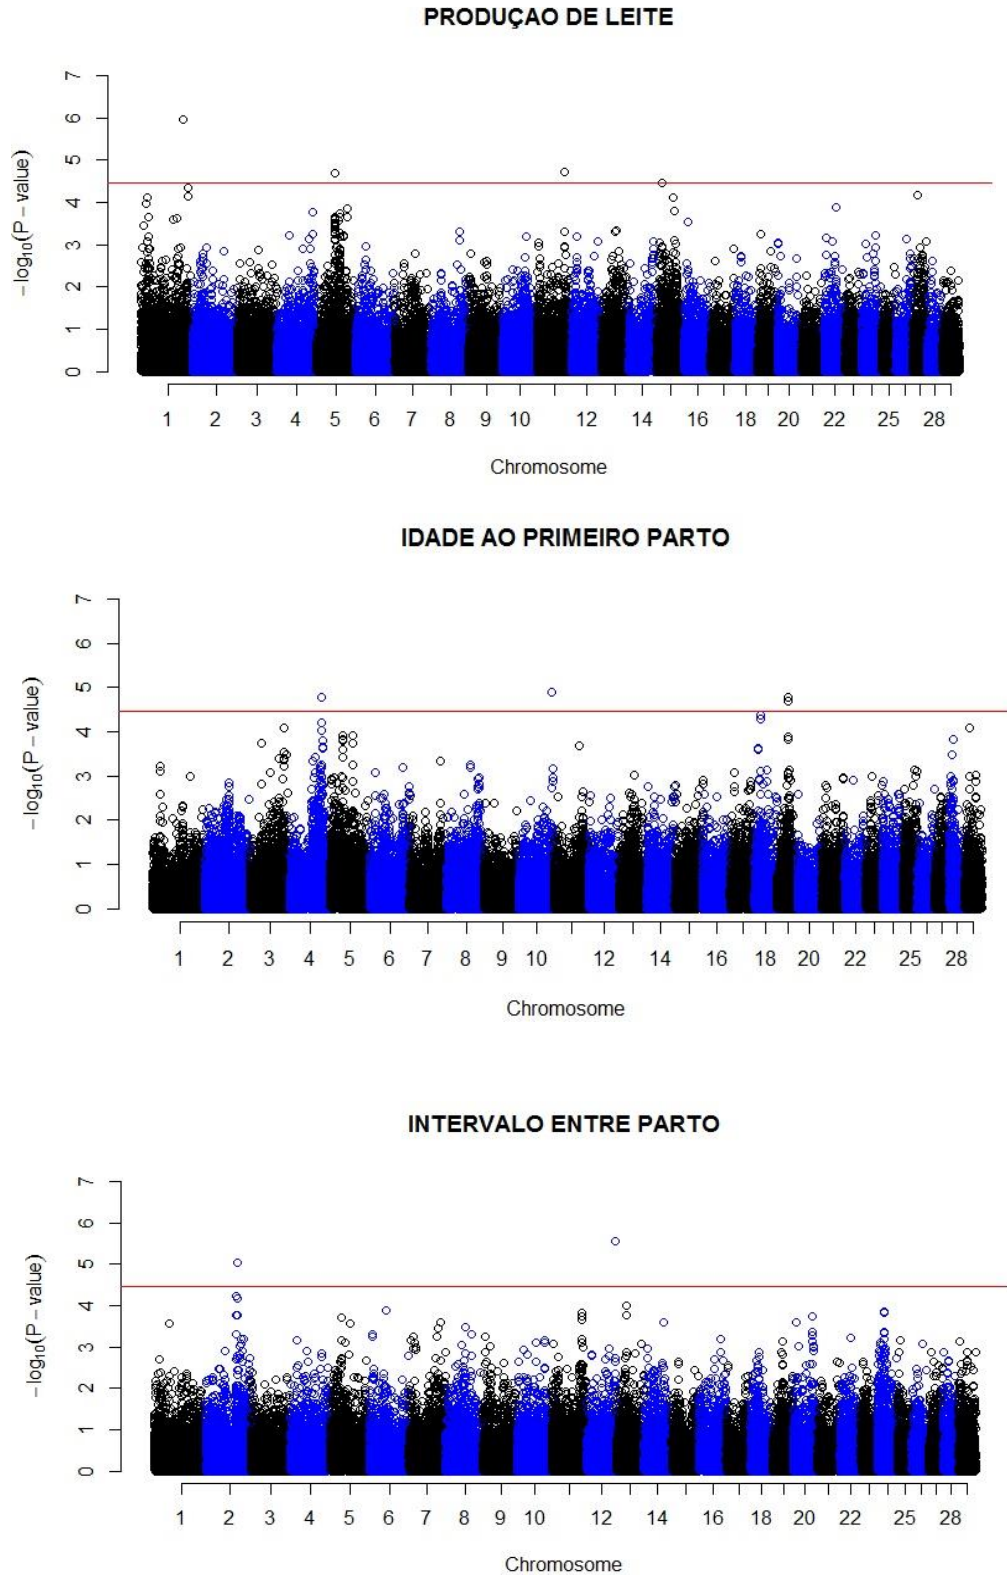 PRODUÇAO DE LEITE
7
6
5
4
3
2
1
0
−log10(P − value)
1 2 3 4 5 6 7 8 9 10 12 14 16 18 20 22 25 28
Chromosome
IDADE AO PRIMEIRO PARTO
7
6
5
4
3
2
1
0
−log10(P − value)
1 2 3 4 5 6 7 8 9 10 12 14 16 18 20 22 25 28
Chromosome
INTERVALO ENTRE PARTO
7
6
5
4
3
2
1
0
−log10(P − value)
1 2 3 4 5 6 7 8 9 10 12 14 16 18 20 22 25 28
Chromosome